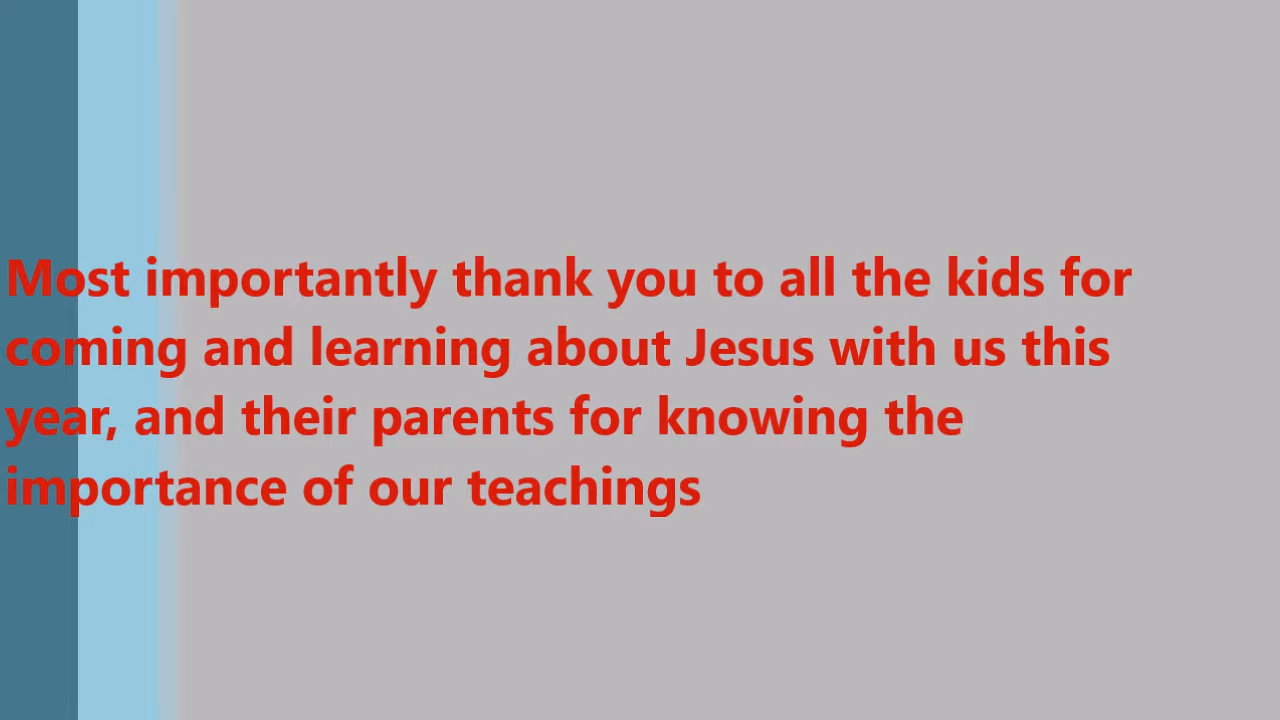 Most importantly thank you to all the kids for
coming and learning about Jesus with us this
year, and their parents for knowing the
importance of our teachings